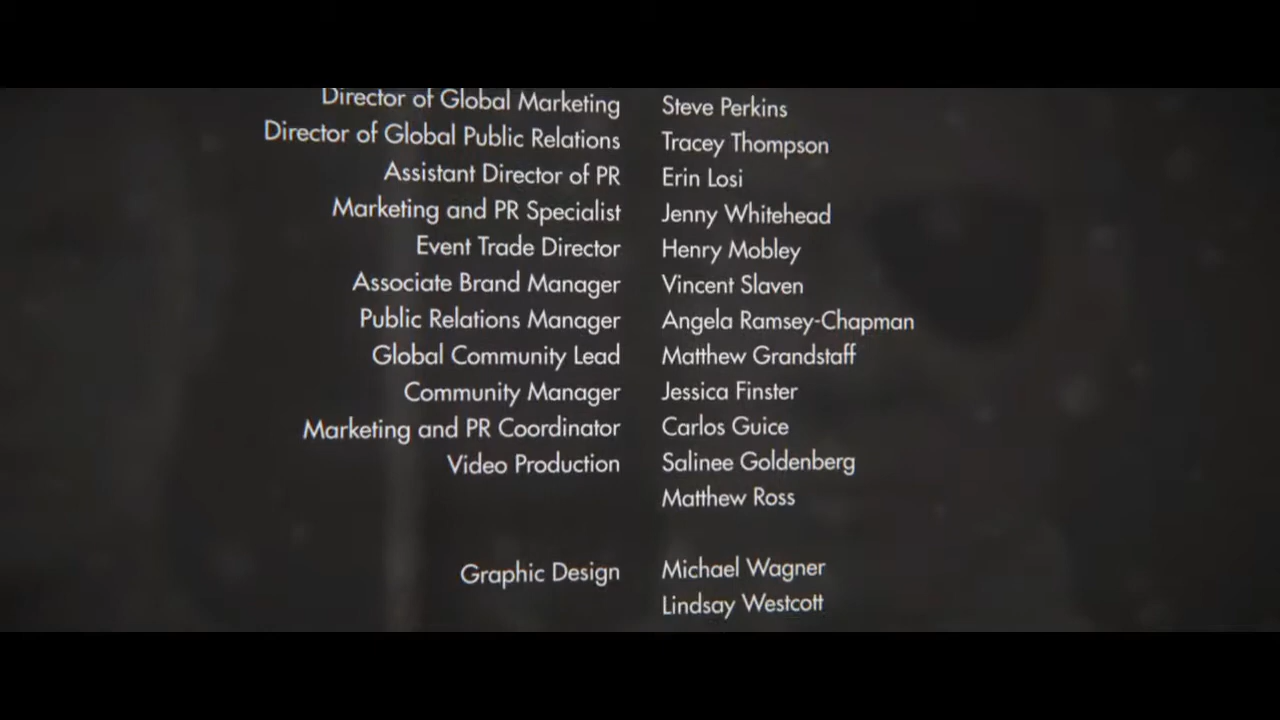 Director of Global Marketing Steve Perkins
Director of Global Public Relations Tracey Thompson
Assistant Director of PR Erin Losi
Marketing and PR Specialist Jenny Whitehead
Event Trade Director Henry Mobley
Associate Brand Manager Vincent Slaven
Public Relations Manager Angela Ramsey-Chapman
Global Community Lead Matthew Grandstaff
Community Manager Jessica Finster
Marketing and PR Coordinator Carlos Guice
Video Production Salinee Goldenberg
Matthew Ross
Graphic Design Michael Wagner
Lindsay Westcott